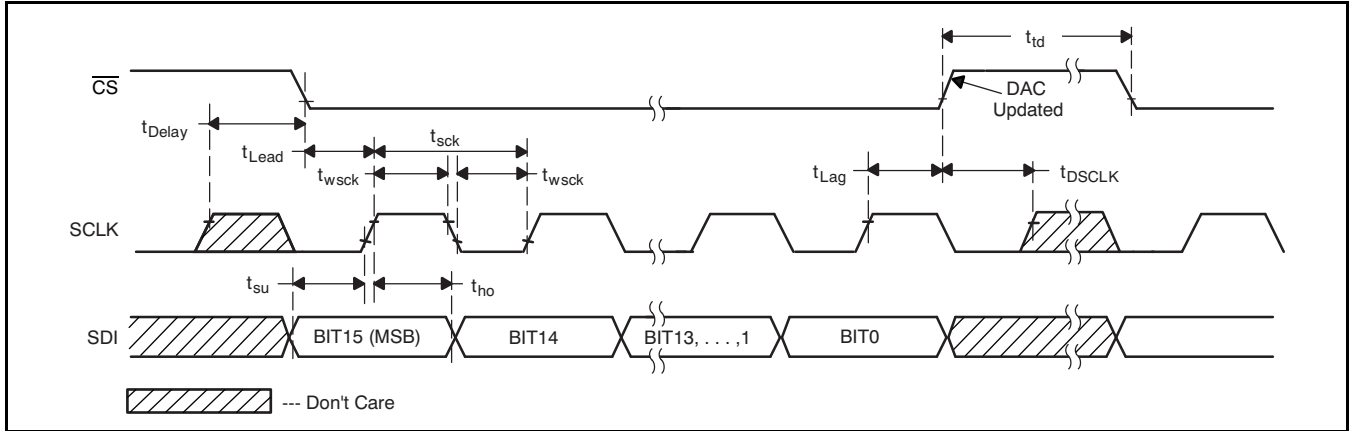 t_td
CS
DAC
Updated
t_Delay
t_Lead
t_sck
t_wsck
t_wsck
t_Lag
t_DSCLK
SCLK
t_su
t_ho
SDI
BIT15 (MSB)
BIT14
BIT13, . . . ,1
BIT0
--- Don't Care